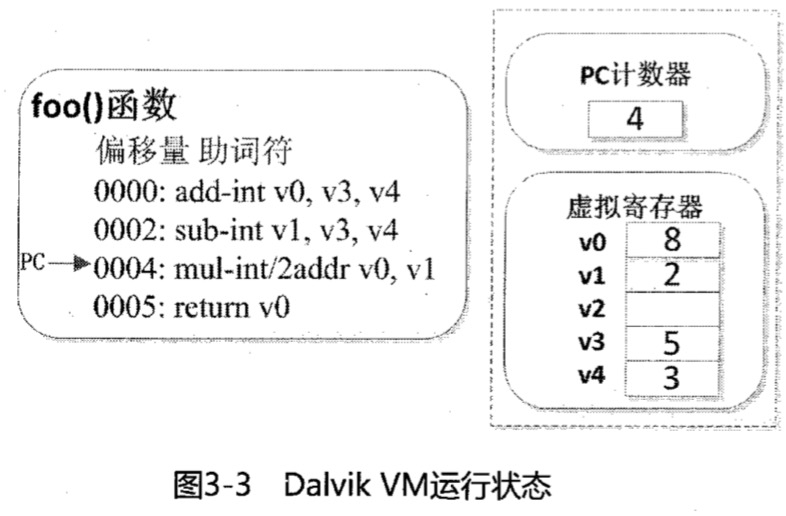 foo()函数
偏移量 助词符
0000: add-int v0, v3, v4
0002: sub-int v1, v3, v4
PC
0004: mul-int/2addr v0, v1
0005: return v0
PC计数器
4
虚拟寄存器
v0 8
v1 2
v2
v3 5
v4 3
图3-3 Dalvik VM运行状态